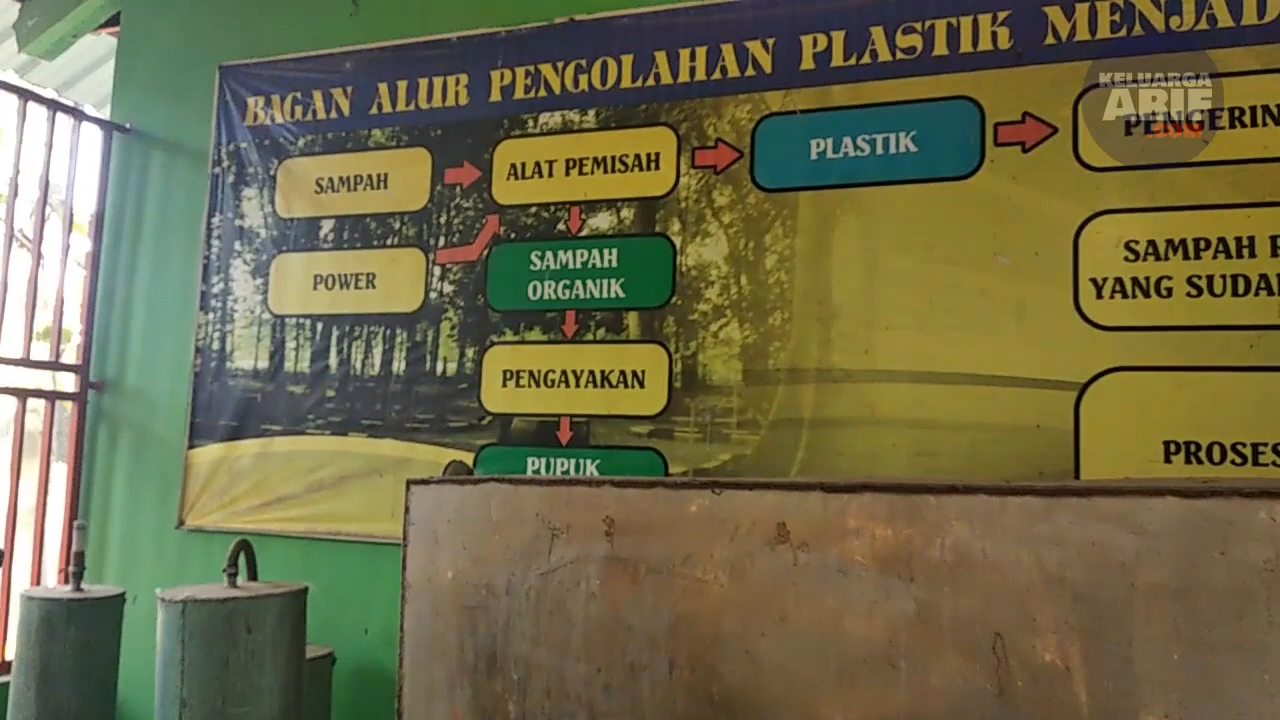 BAGAN ALUR PENGOLAHAN PLASTIK MENJAD
KELUARGA
ARIE
SAMPAH
ALAT PEMISAH
PLASTIK
PENGERIN
POWER
SAMPAH
ORGANIK
SAMPAH
YANG SUDA
PENGAYAKAN
PUPUK
PROSES